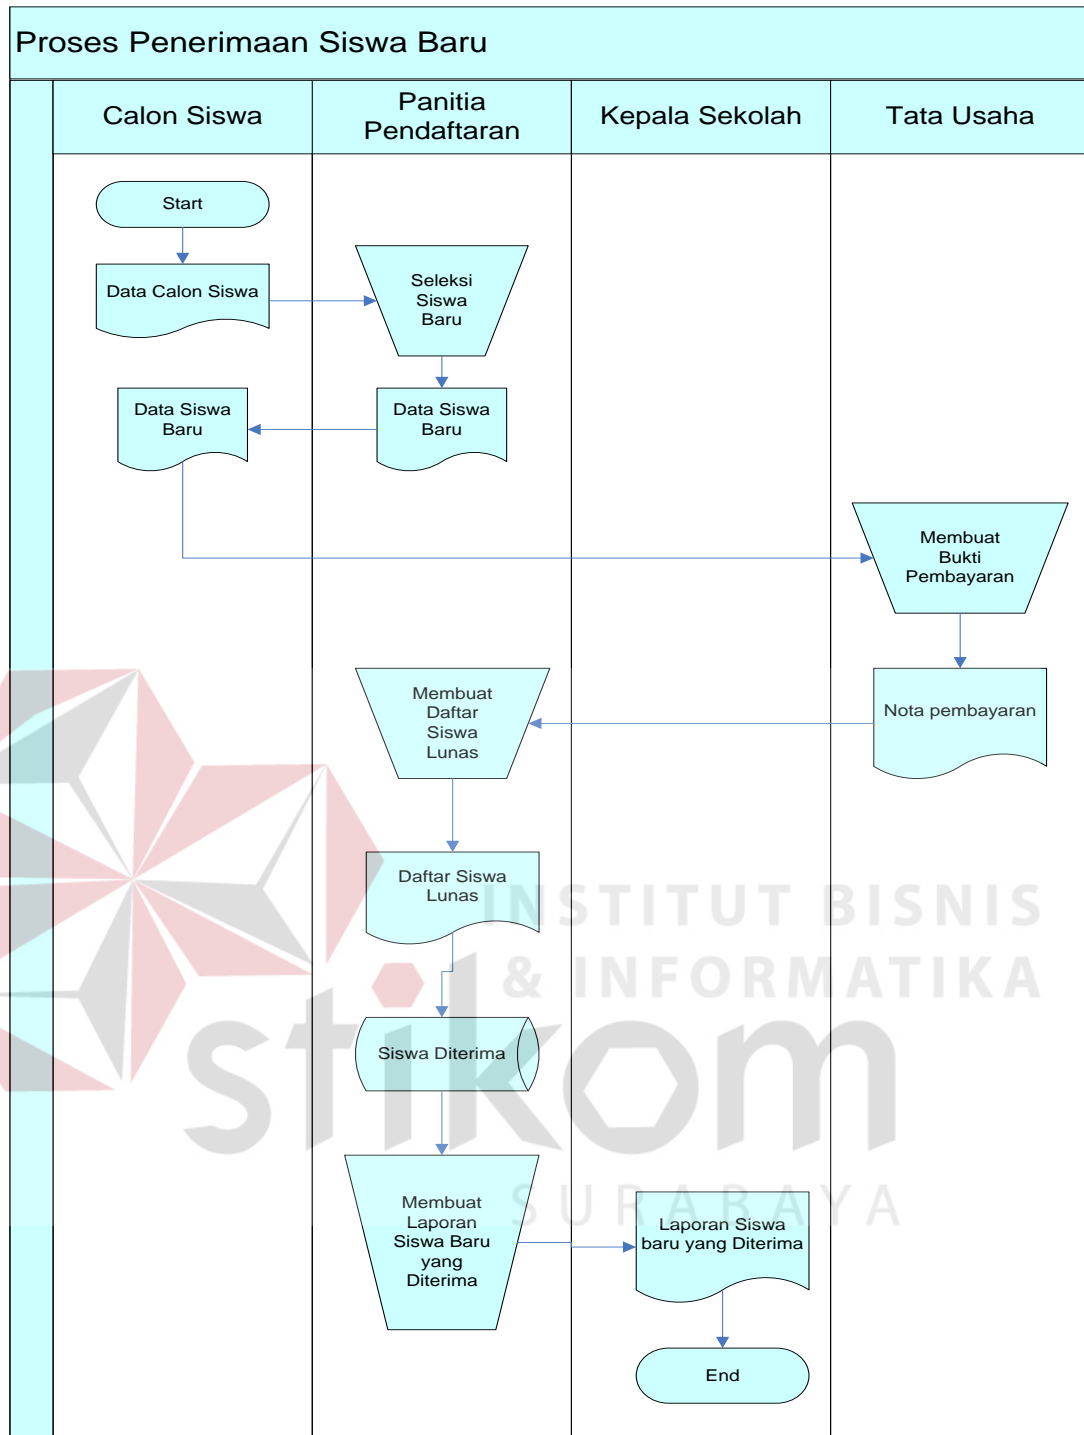 Proses Penerimaan Siswa Baru
Calon Siswa
Panitia
Pendaftaran
Kepala Sekolah
Tata Usaha
Start
Data Calon Siswa
Seleksi
Siswa
Baru
Data Siswa
Baru
Data Siswa
Baru
Membuat
Bukti
Pembayaran
Membuat
Daftar
Siswa
Lunas
Nota pembayaran
Daftar Siswa
Lunas
INSTITUT BISNIS
& INFORMATIKA
stikom
SURABAYA
Siswa Diterima
Membuat
Laporan
Siswa Baru
yang
Diterima
Laporan Siswa
baru yang Diterima
End